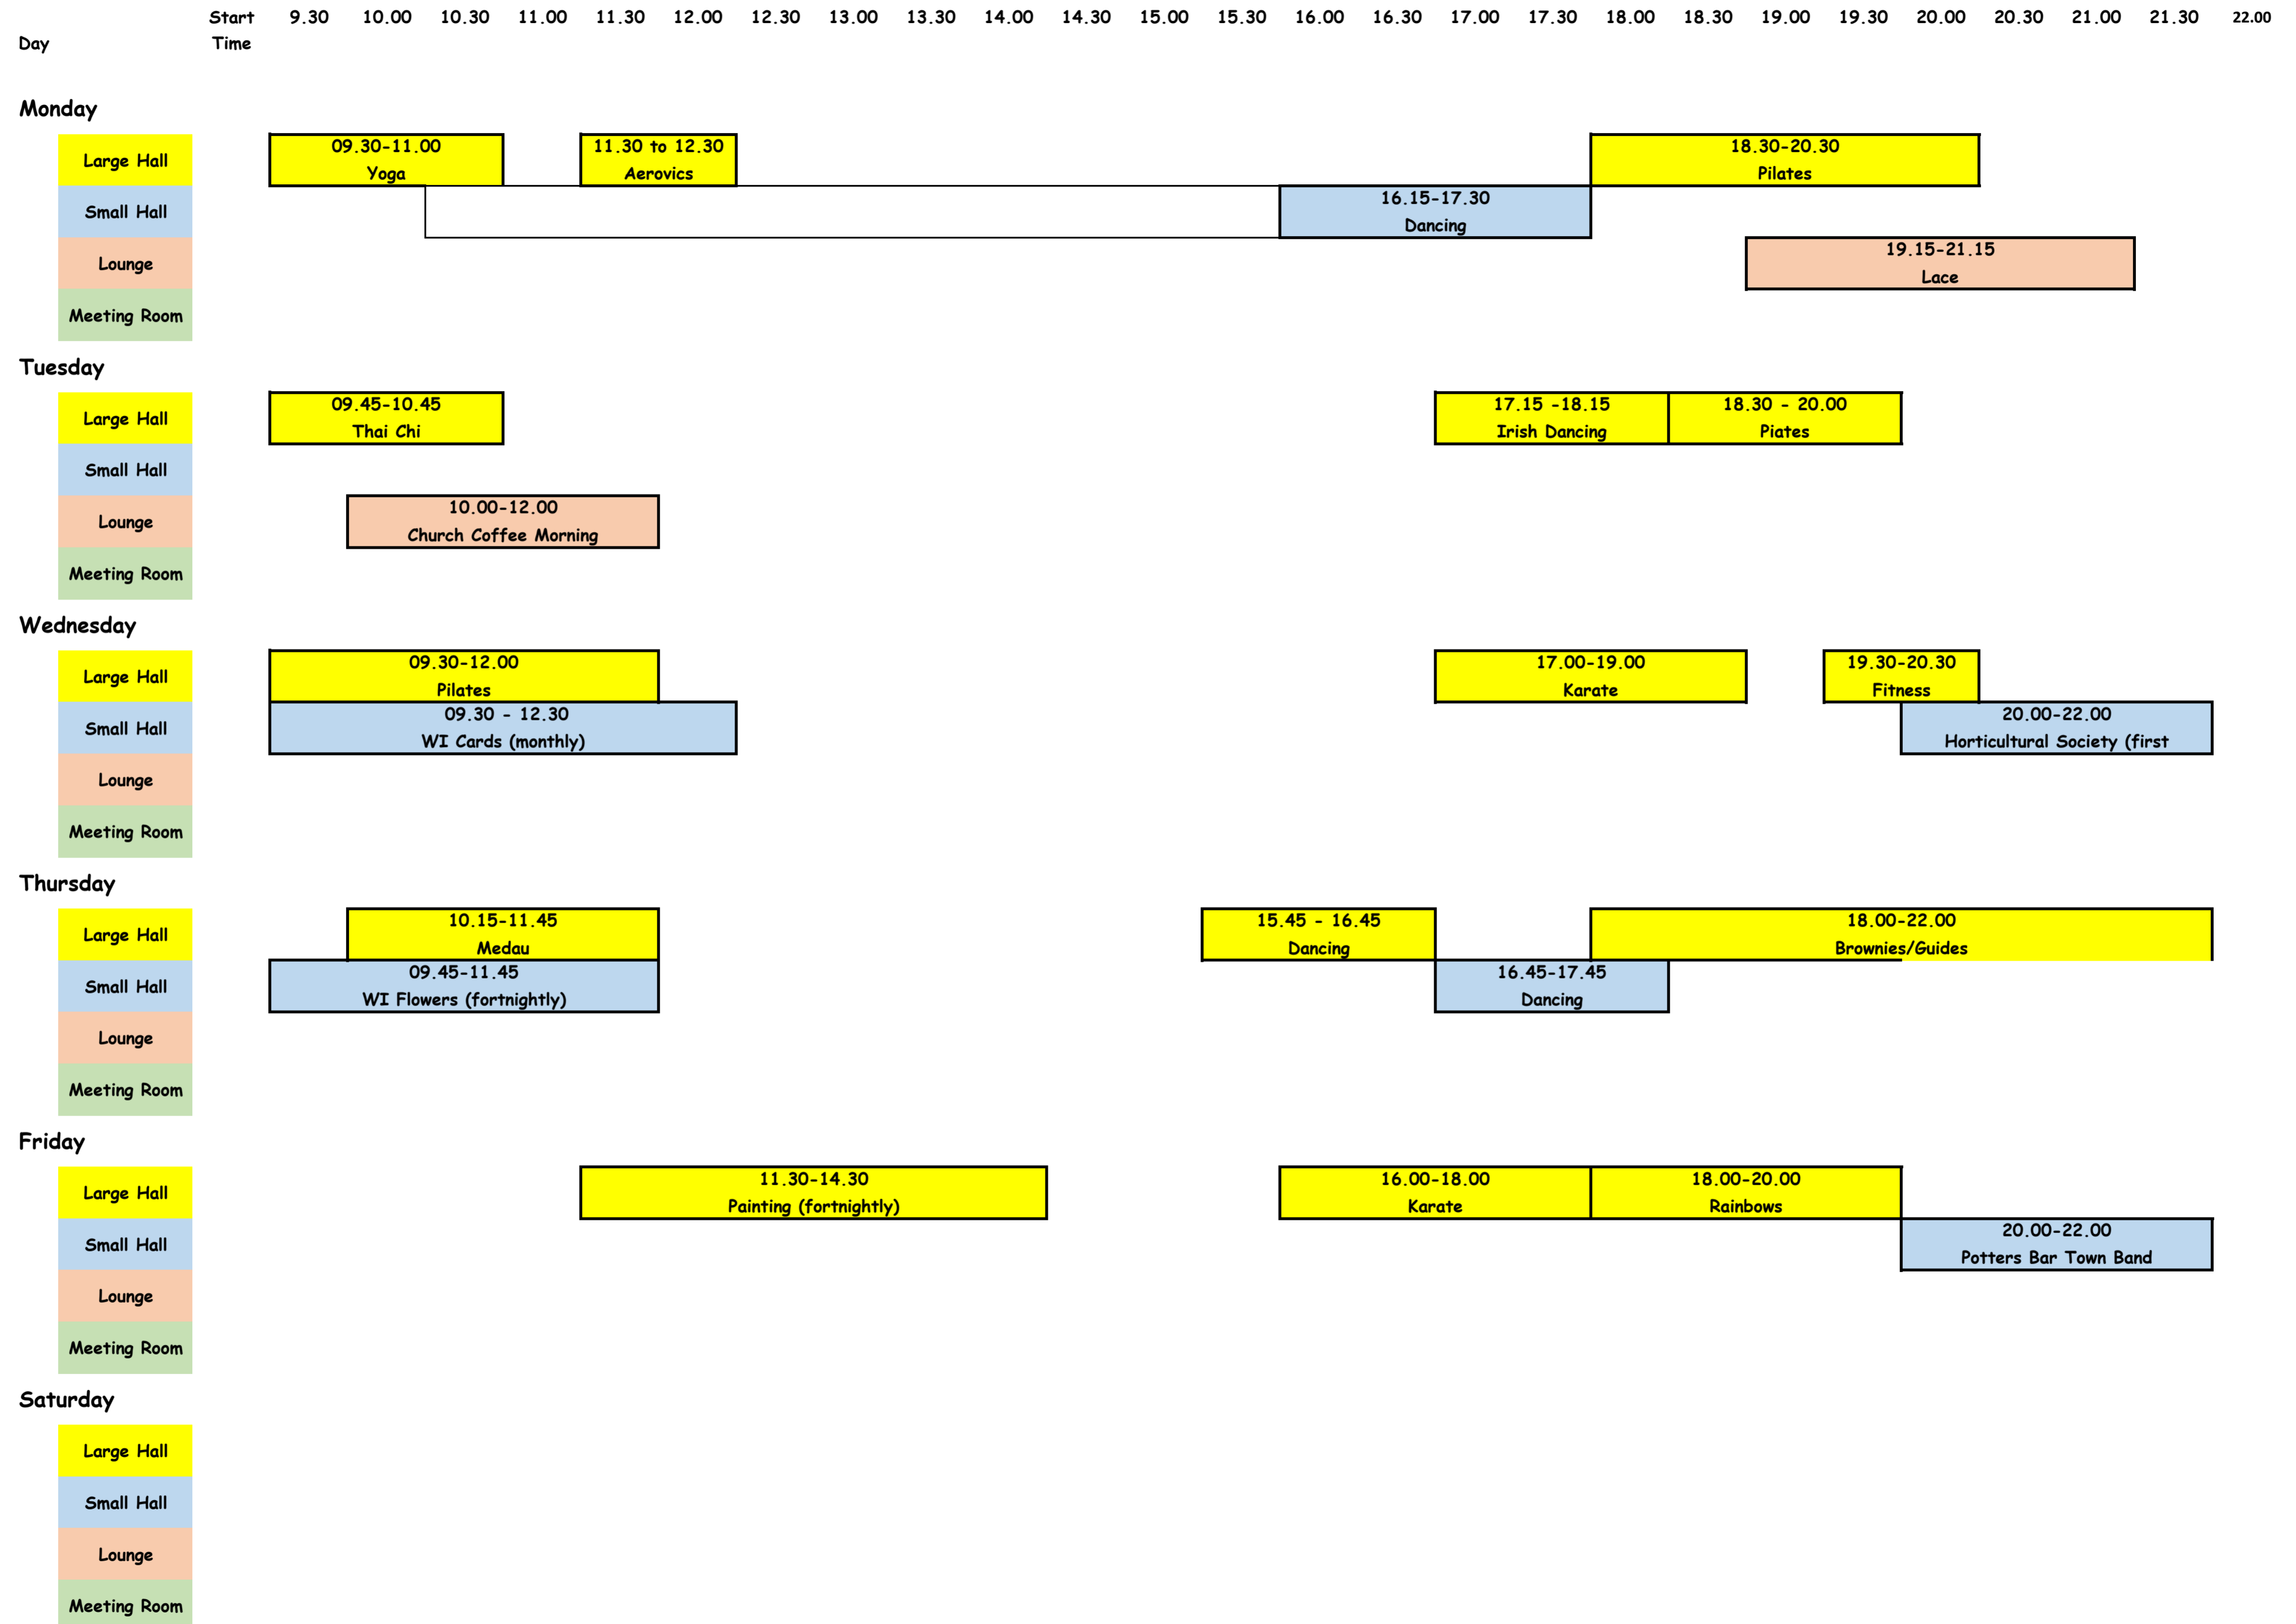 Start 9.30 10.00 10.30 11.00 11.30 12.00 12.30 13.00 13.30 14.00 14.30 15.00 15.30 16.00 16.30 17.00 17.30 18.00 18.30 19.00 19.30 20.00 20.30 21.00 21.30 22.00
Day Time
Monday
Large Hall
09.30-11.00
Yoga
11.30 to 12.30
Aerovics
18.30-20.30
Pilates
Small Hall
16.15-17.30
Dancing
Lounge
19.15-21.15
Lace
Meeting Room
Tuesday
Large Hall
09.45-10.45
Thai Chi
17.15 -18.15
Irish Dancing
18.30 - 20.00
Piates
Small Hall
Lounge
10.00-12.00
Church Coffee Morning
Meeting Room
Wednesday
Large Hall
09.30-12.00
Pilates
17.00-19.00
Karate
19.30-20.30
Fitness
Small Hall
09.30 - 12.30
WI Cards (monthly)
20.00-22.00
Horticultural Society (first
Lounge
Meeting Room
Thursday
Large Hall
10.15-11.45
Medau
15.45 - 16.45
Dancing
18.00-22.00
Brownies/Guides
Small Hall
09.45-11.45
WI Flowers (fortnightly)
16.45-17.45
Dancing
Lounge
Meeting Room
Friday
Large Hall
11.30-14.30
Painting (fortnightly)
16.00-18.00
Karate
18.00-20.00
Rainbows
Small Hall
20.00-22.00
Potters Bar Town Band
Lounge
Meeting Room
Saturday
Large Hall
Small Hall
Lounge
Meeting Room